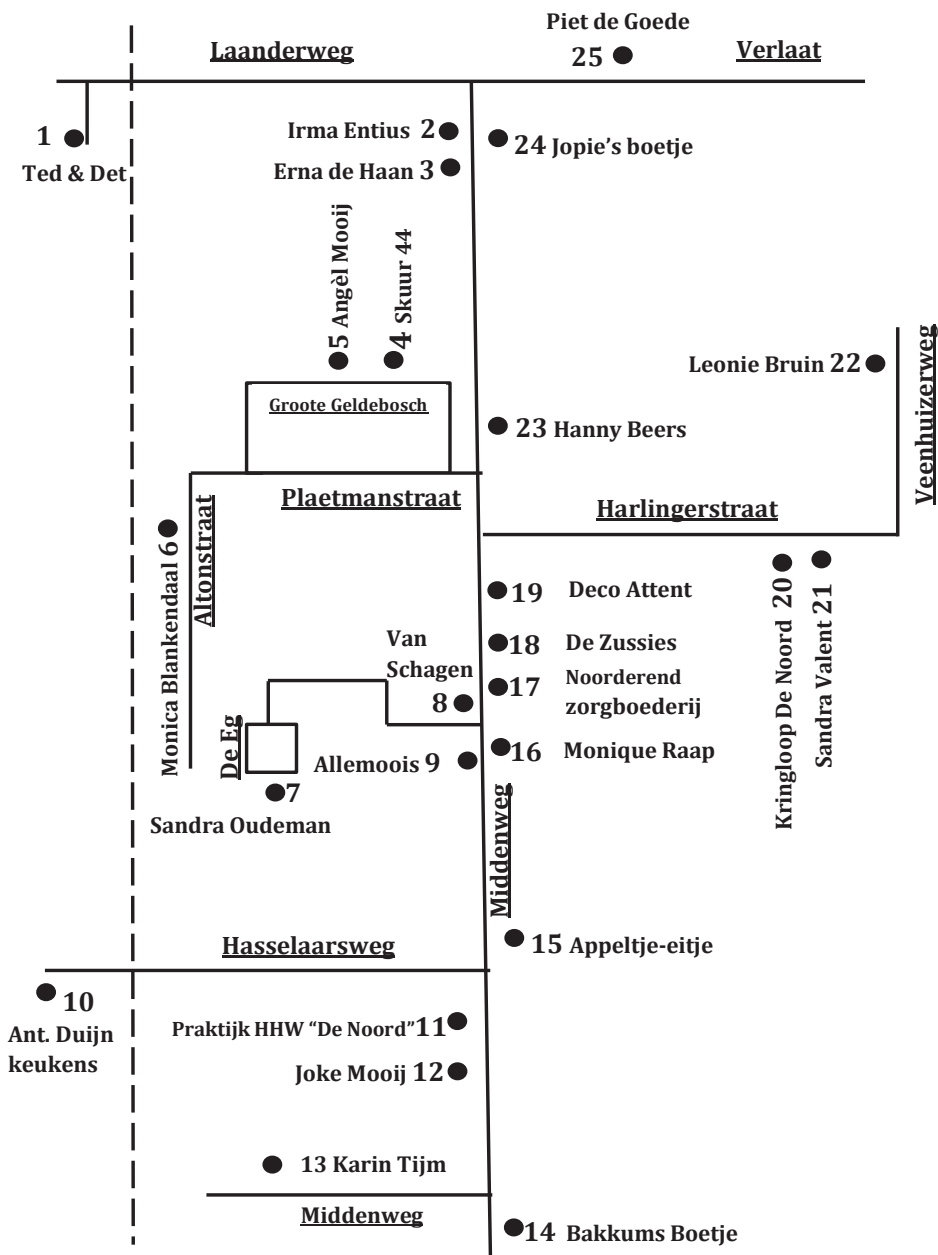 Piet de Goede
25
Laanderweg
Verlaat
1
Ted & Det
Irma Entius 2
Erna de Haan 3
24 Jopie's boetje
5 Angèl Mooij
4 Skuur 44
Leonie Bruin 22
Veenhuizerweg
Groote Geldebosch
23 Hanny Beers
Plaetmanstraat
Harlingerstraat
Monica Blankendaal 6
Altonstraat
19 Deco Attent
18 De Zussies
17 Noorderend
zorgboederij
Kringloop De Noord 20
Sandra Valent 21
Van
Schagen
8
De Eg
Allemoois 9
16 Monique Raap
7
Sandra Oudeman
Middenweg
15 Appeltje-eitje
Hasselaarsweg
10
Ant. Duijn
keukens
Praktijk HHW “De Noord”11
Joke Mooij 12
13 Karin Tijm
Middenweg
14 Bakkums Boetje